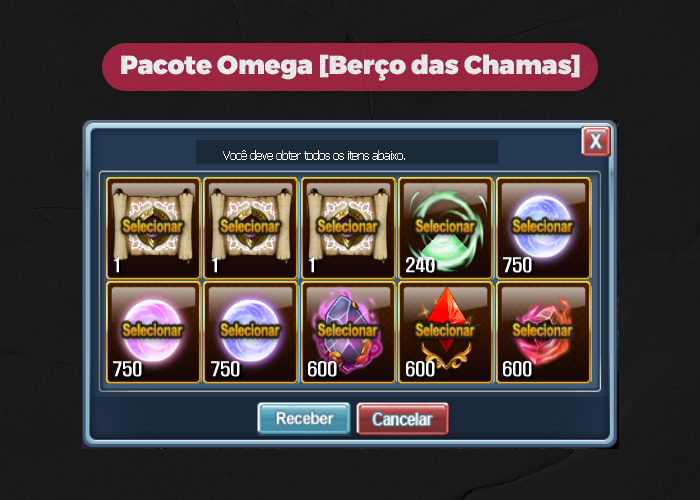 Pacote Omega [Berço das Chamas]
X
Você deve obter todos os itens abaixo.
Selecionar Selecionar Selecionar Selecionar Selecionar
1 1 1 240 750
Selecionar Selecionar Selecionar Selecionar Selecionar
750 750 600 600 600
Receber Cancelar